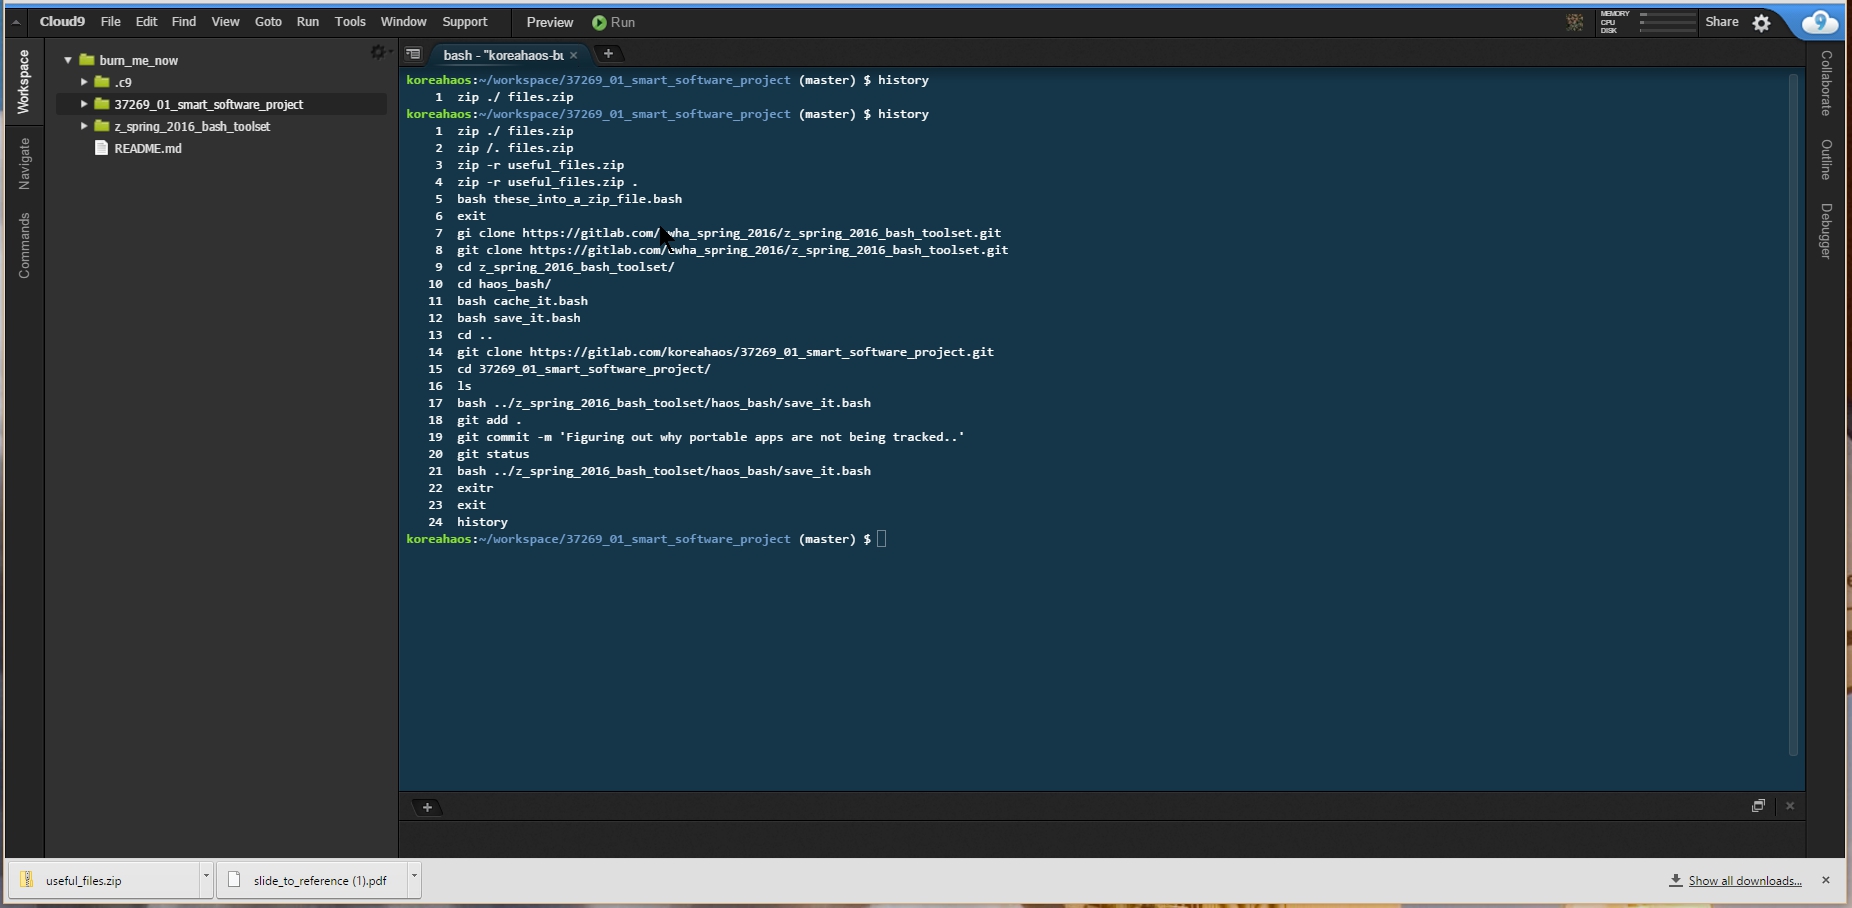 Cloud9 File Edit Find View Goto Run Tools Window Support Preview Run MEMORY CPU DISK Share
Workspace
Navigate
Commands
burn_me_now
.c9
37269_01_smart_software_project
z_spring_2016_bash_toolset
README.md
bash - "koreahaos-bu
koreahaos:~/workspace/37269_01_smart_software_project (master) $ history
1 zip ./ files.zip
koreahaos:~/workspace/37269_01_smart_software_project (master) $ history
1 zip ./ files.zip
2 zip /. files.zip
3 zip -r useful_files.zip
4 zip -r useful_files.zip .
5 bash these_into_a_zip_file.bash
6 exit
7 gi clone https://gitlab.com/ewha_spring_2016/z_spring_2016_bash_toolset.git
8 git clone https://gitlab.com/ewha_spring_2016/z_spring_2016_bash_toolset.git
9 cd z_spring_2016_bash_toolset/
10 cd haos_bash/
11 bash cache_it.bash
12 bash save_it.bash
13 cd ..
14 git clone https://gitlab.com/koreahaos/37269_01_smart_software_project.git
15 cd 37269_01_smart_software_project/
16 ls
17 bash ../z_spring_2016_bash_toolset/haos_bash/save_it.bash
18 git add .
19 git commit -m 'Figuring out why portable apps are not being tracked..'
20 git status
21 bash ../z_spring_2016_bash_toolset/haos_bash/save_it.bash
22 exitr
23 exit
24 history
koreahaos:~/workspace/37269_01_smart_software_project (master) $
Collaborate
Outline
Debugger
useful_files.zip
slide_to_reference (1).pdf
Show all downloads...